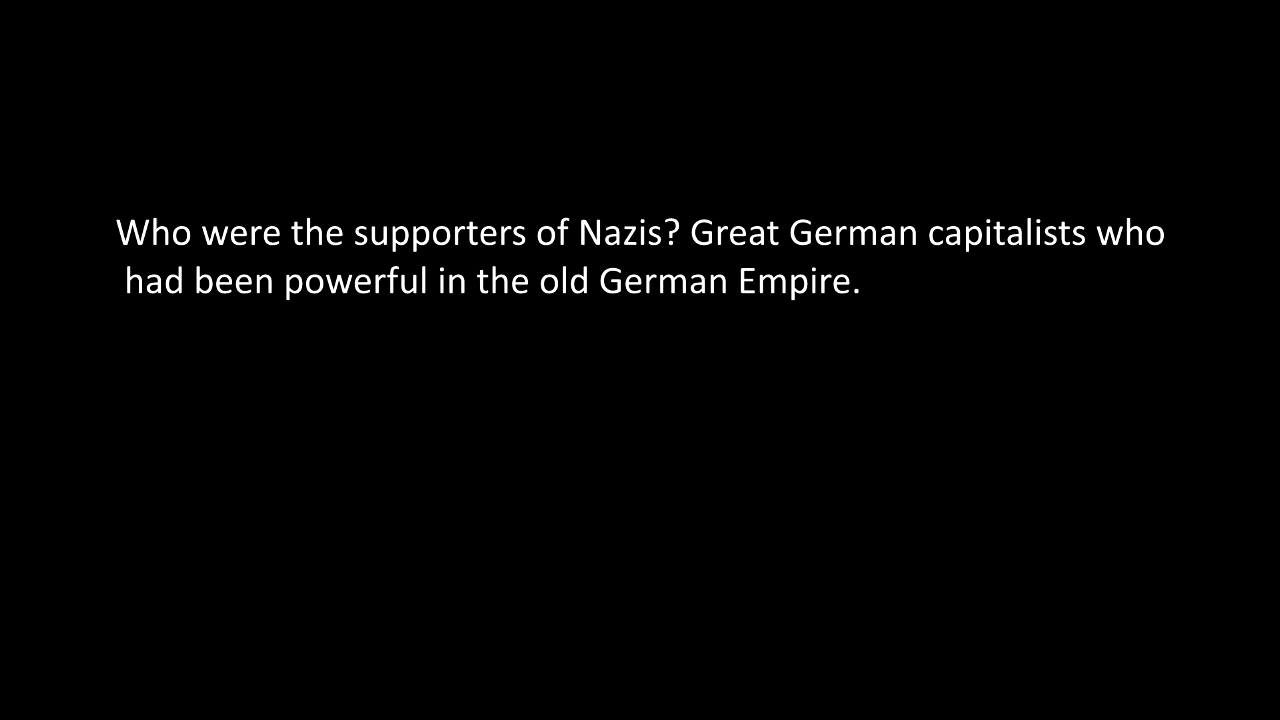 Who were the supporters of Nazis? Great German capitalists who
had been powerful in the old German Empire.